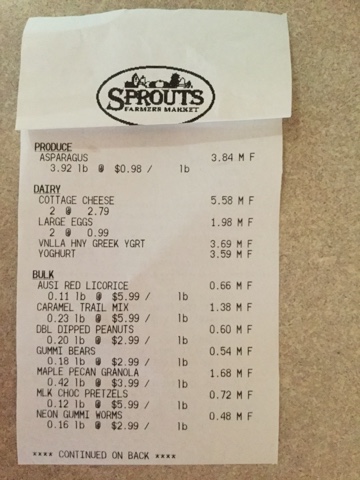 SPROUTS
FARMERS MARKET
PRODUCE
ASPARAGUS 3.84 M F
3.92 lb @ $0.98 / lb
DAIRY
COTTAGE CHEESE 5.58 M F
2 @ 2.79
LARGE EGGS 1.98 M F
2 @ 0.99
VNLLA HNY GREEK YGRT 3.69 M F
YOGHURT 3.59 M F
BULK
AUSI RED LICORICE 0.66 M F
0.11 lb @ $5.99 / lb
CARAMEL TRAIL MIX 1.38 M F
0.23 lb @ $5.99 / lb
DBL DIPPED PEANUTS 0.60 M F
0.20 lb @ $2.99 / lb
GUMMI BEARS 0.54 M F
0.18 lb @ $2.99 / lb
MAPLE PECAN GRANOLA 1.68 M F
0.42 lb @ $3.99 / lb
MLK CHOC PRETZELS 0.72 M F
0.12 lb @ $5.99 / lb
NEON GUMMI WORMS 0.48 M F
0.16 lb @ $2.99 / lb
**** CONTINUED ON BACK ****